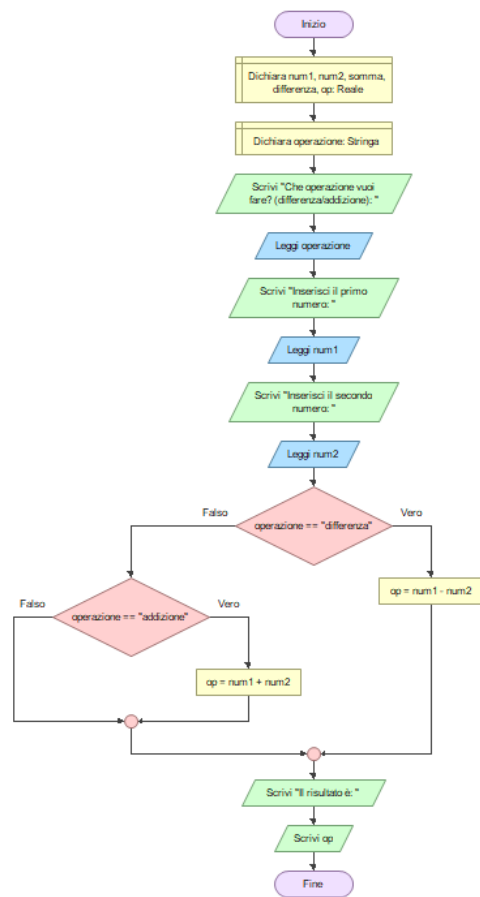 Inizio
Dichiara num1, num2, somma,
differenza, op: Reale
Dichiara operazione: Stringa
Scrivi "Che operazione vuoi
fare? (differenza/addizione): "
Leggi operazione
Scrivi "Inserisci il primo
numero: "
Leggi num1
Scrivi "Inserisci il secondo
numero: "
Leggi num2
Falso
operazione == "differenza"
Vero
op = num1 - num2
Falso
operazione == "addizione"
Vero
op = num1 + num2
Scrivi "Il risultato è: "
Scrivi op
Fine